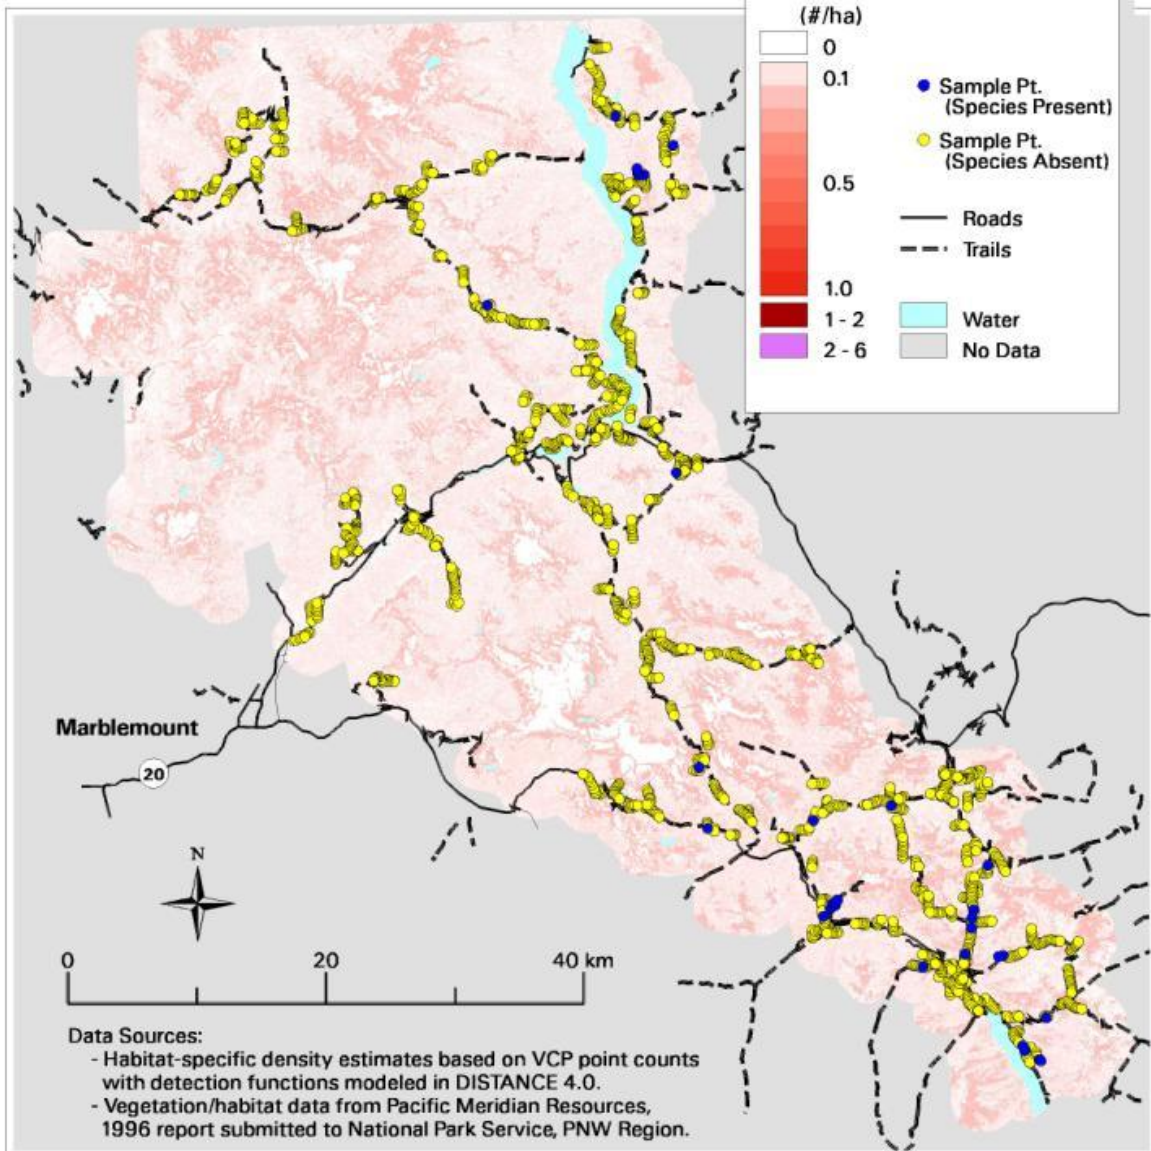 (#/ha)
0
0.1
0.5
1.0
1 - 2
2 - 6
Sample Pt.
(Species Present)
Sample Pt.
(Species Absent)
Roads
Trails
Water
No Data
Marblemount
20
N
0 20 40 km
Data Sources:
- Habitat-specific density estimates based on VCP point counts
with detection functions modeled in DISTANCE 4.0.
- Vegetation/habitat data from Pacific Meridian Resources,
1996 report submitted to National Park Service, PNW Region.